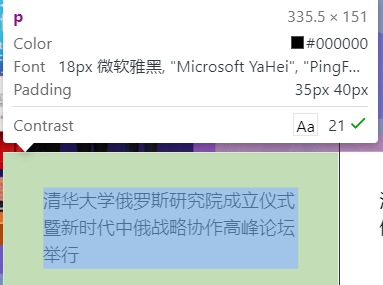 p 335.5 × 151
Color #000000
Font 18px 微软雅黑, "Microsoft YaHei", "PingF...
Padding 35px 40px
Contrast Aa 21
清华大学俄罗斯研究院成立仪式
暨新时代中俄战略协作高峰论坛
举行